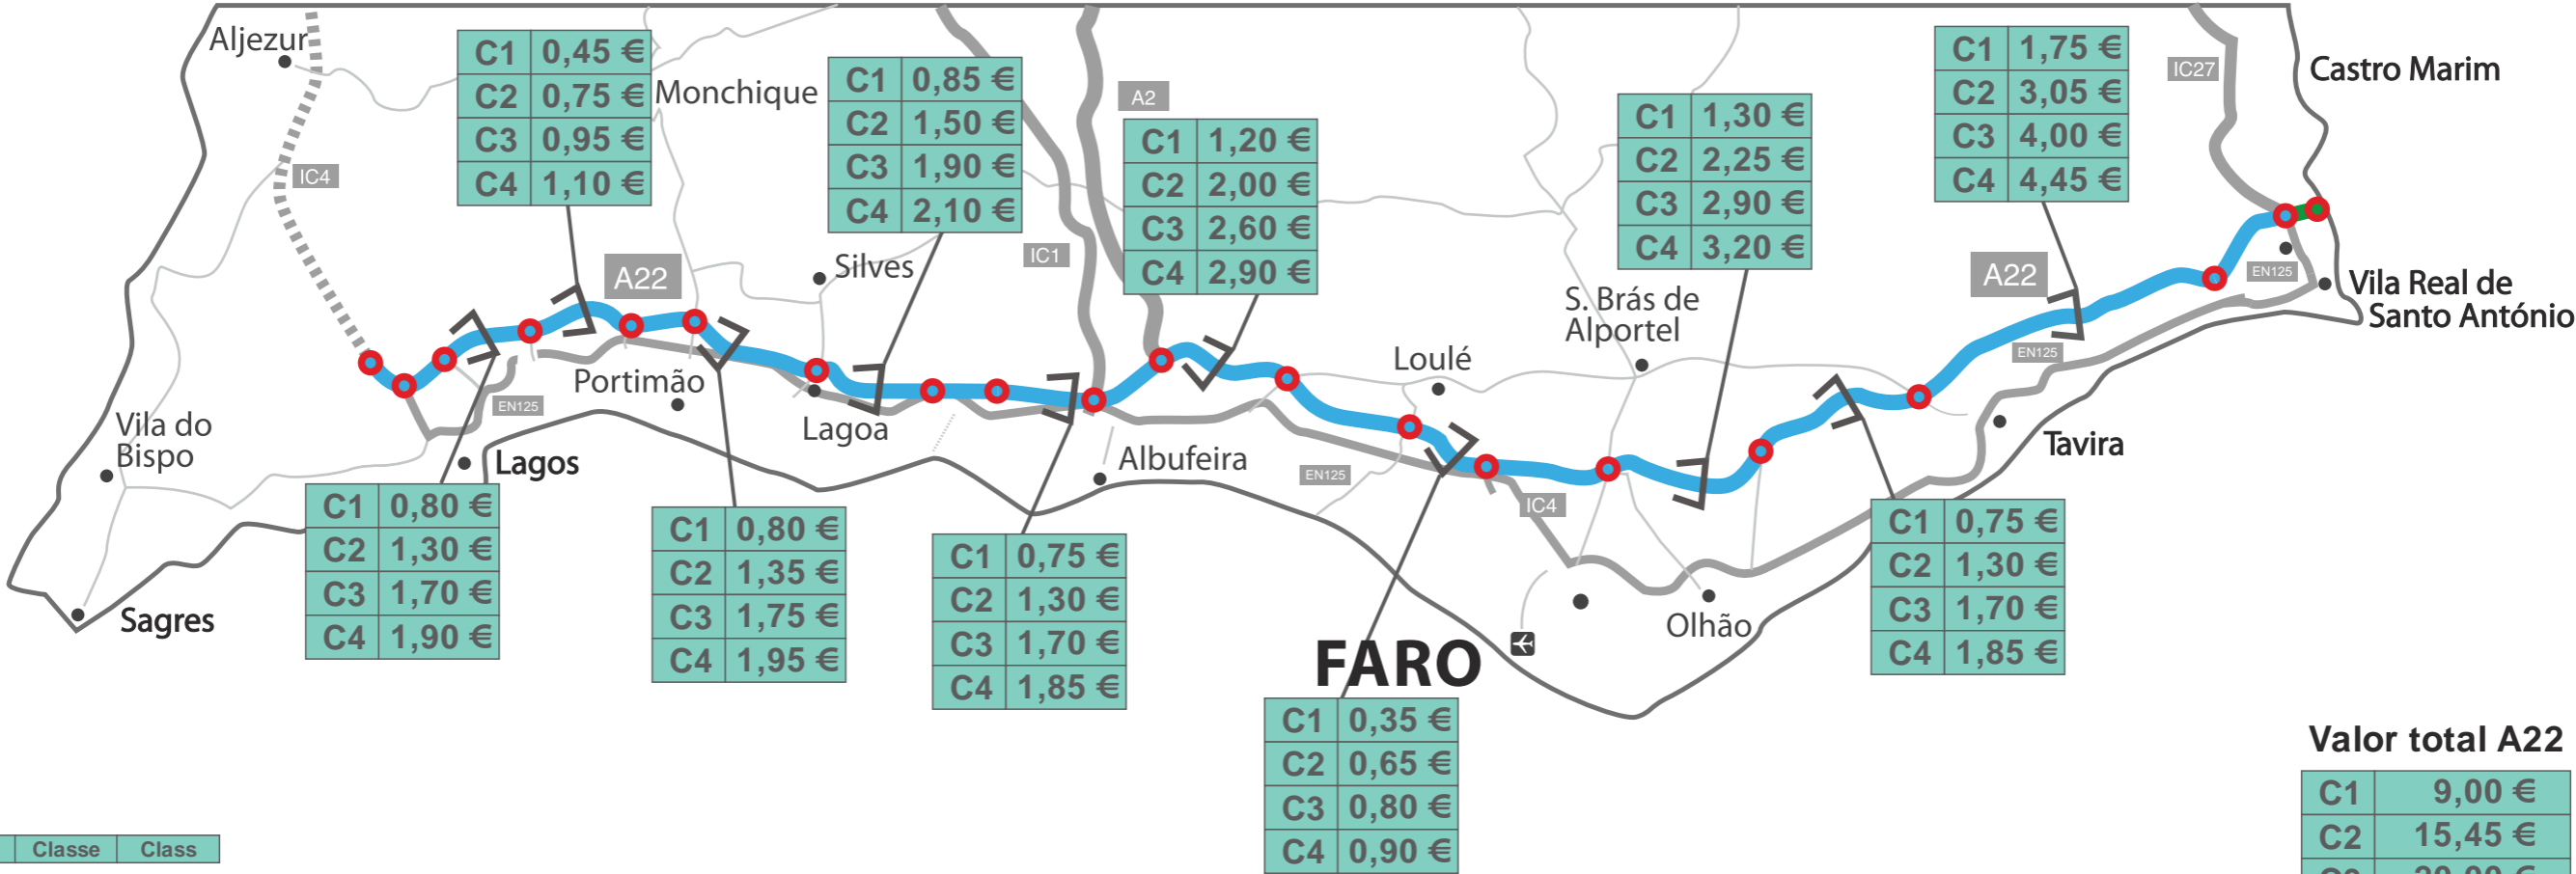 Aljezur
IC4
C1 0,45 €
C2 0,75 €
C3 0,95 €
C4 1,10 €
Monchique
C1 0,85 €
C2 1,50 €
C3 1,90 €
C4 2,10 €
A2
IC1
C1 1,20 €
C2 2,00 €
C3 2,60 €
C4 2,90 €
C1 1,30 €
C2 2,25 €
C3 2,90 €
C4 3,20 €
C1 1,75 €
C2 3,05 €
C3 4,00 €
C4 4,45 €
IC27
Castro Marim
A22
Silves
S. Brás de
Alportel
A22
EN125
Vila Real de
Santo António
EN125
Portimão
EN125
Lagoa
Loulé
Vila do
Bispo
Lagos
Albufeira
EN125
IC4
Tavira
Sagres
C1 0,80 €
C2 1,30 €
C3 1,70 €
C4 1,90 €
C1 0,80 €
C2 1,35 €
C3 1,75 €
C4 1,95 €
C1 0,75 €
C2 1,30 €
C3 1,70 €
C4 1,85 €
FARO
Olhão
C1 0,75 €
C2 1,30 €
C3 1,70 €
C4 1,85 €
C1 0,35 €
C2 0,65 €
C3 0,80 €
C4 0,90 €
Valor total A22
C1 9,00 €
C2 15,45 €
Classe Class